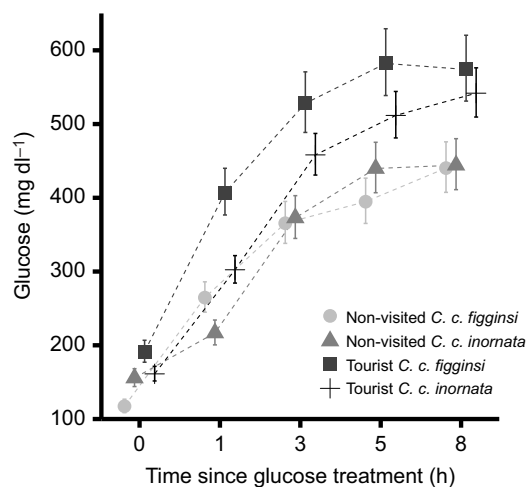 600
500
400
300
200
100
Glucose (mg dl−1)
Non-visited C. c. figginsi
Non-visited C. c. inornata
Tourist C. c. figginsi
Tourist C. c. inornata
0 1 3 5 8
Time since glucose treatment (h)